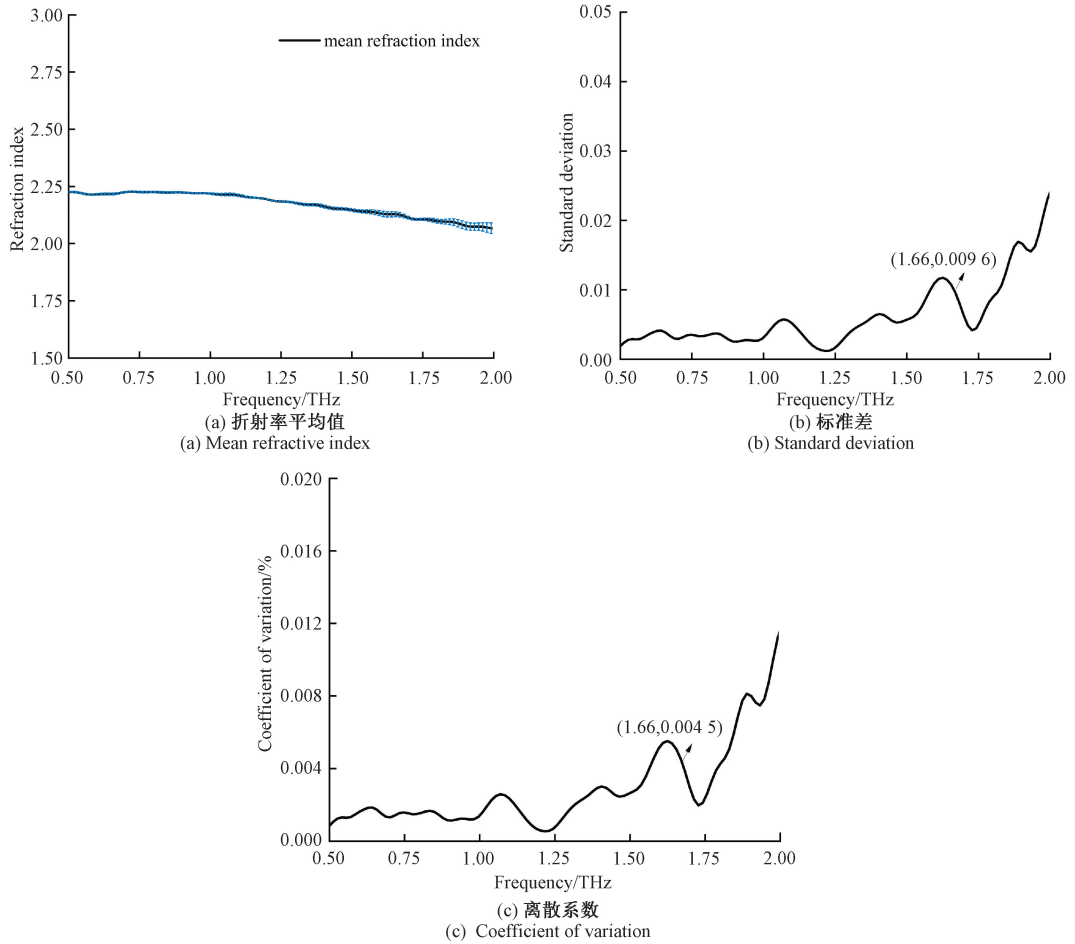 3.00
2.75
2.50
2.25
2.00
1.75
1.50
Refraction index
mean refraction index
0.50 0.75 1.00 1.25 1.50 1.75 2.00
Frequency/THz
(a) 折射率平均值
(a) Mean refractive index
0.05
0.04
0.03
0.02
0.01
0.00
Standard deviation
(1.66,0.009 6)
0.50 0.75 1.00 1.25 1.50 1.75 2.00
Frequency/THz
(b) 标准差
(b) Standard deviation
0.020
0.016
0.012
0.008
0.004
0.000
Coefficient of variation/%
(1.66,0.004 5)
0.50 0.75 1.00 1.25 1.50 1.75 2.00
Frequency/THz
(c) 离散系数
(c) Coefficient of variation